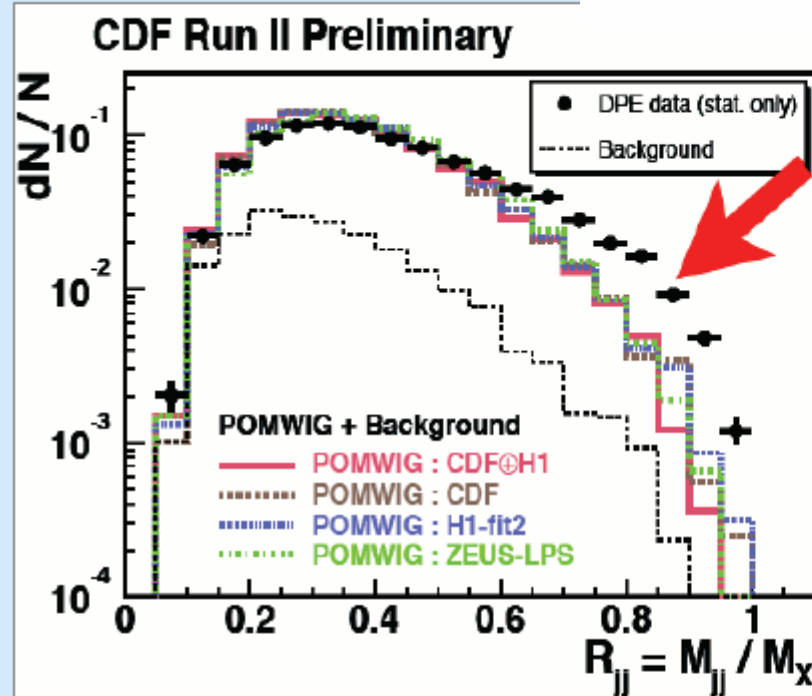 CDF Run II Preliminary
dN / N
DPE data (stat. only)
Background
10⁻¹
10⁻²
10⁻³
10⁻⁴
POMWIG + Background
POMWIG : CDF⊕H1
POMWIG : CDF
POMWIG : H1-fit2
POMWIG : ZEUS-LPS
0 0.2 0.4 0.6 0.8 1
R_jj = M_jj / M_X